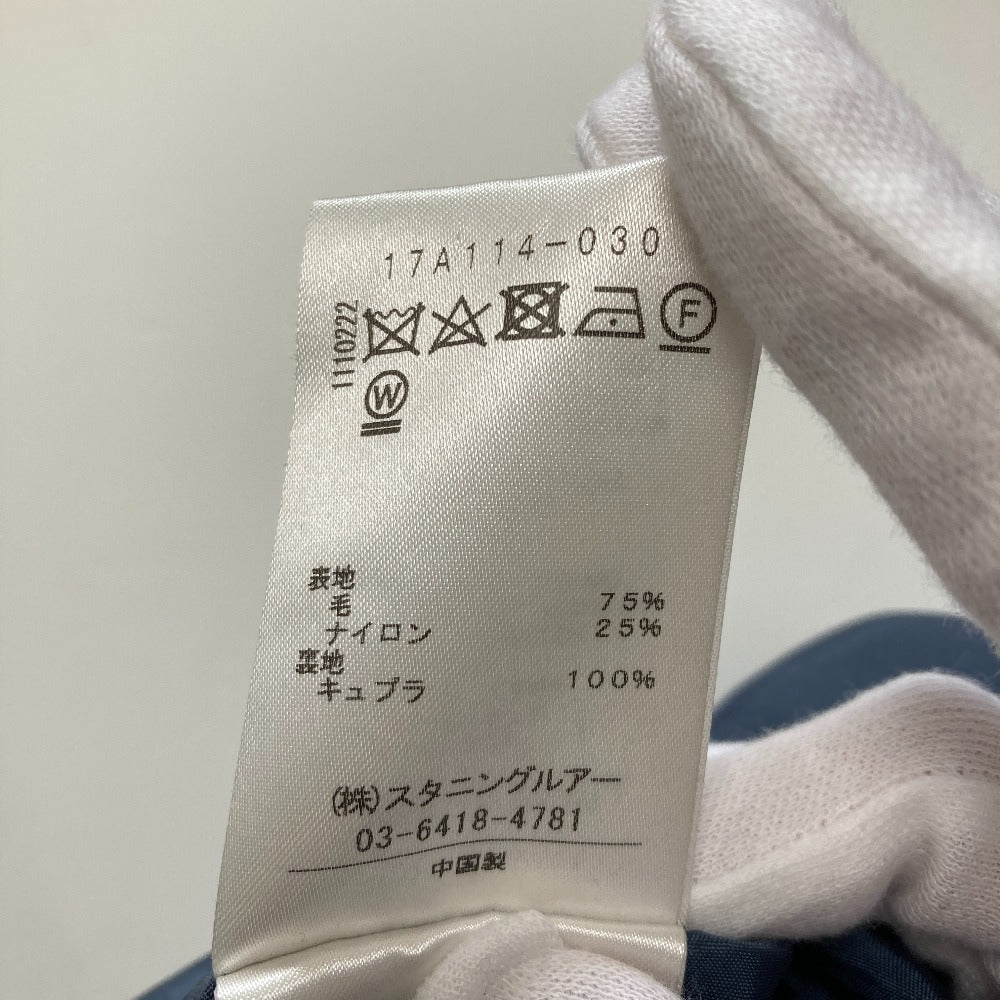 17A114-030
1110222
F
W
表地
毛 75%
ナイロン 25%
裏地
キュプラ 100%
(株)スタニングルアー
03-6418-4781
中国製